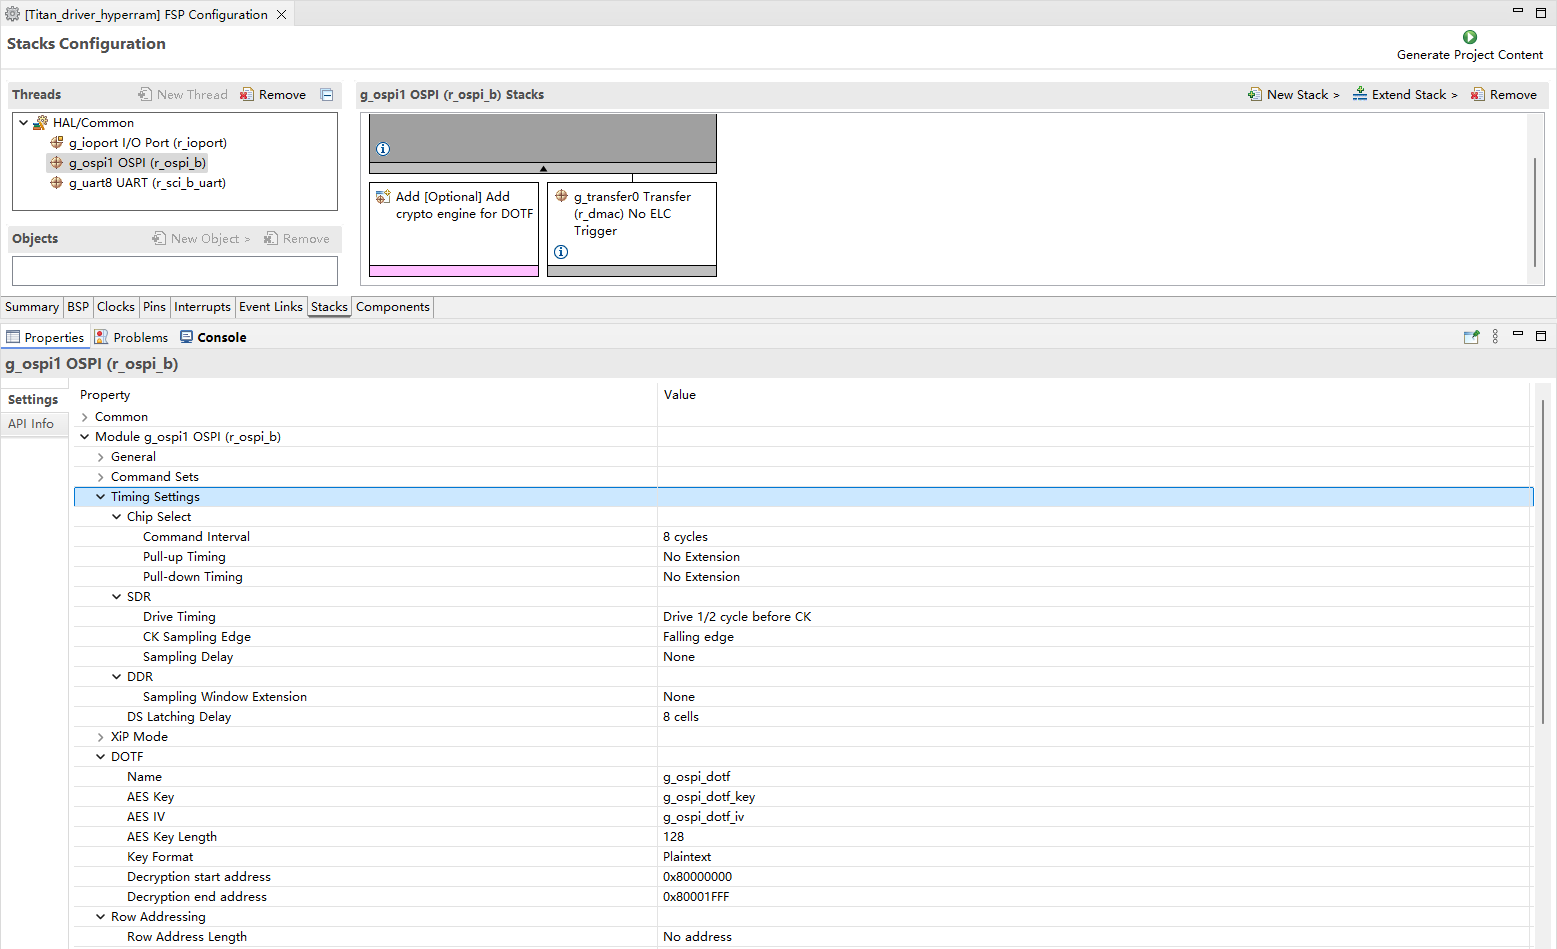 [Titan_driver_hyperram] FSP Configuration
Stacks Configuration
Generate Project Content
Threads
New Thread
Remove
HAL/Common
g_ioport I/O Port (r_ioport)
g_ospi1 OSPI (r_ospi_b)
g_uart8 UART (r_sci_b_uart)
Objects
New Object >
Remove
g_ospi1 OSPI (r_ospi_b) Stacks
New Stack >
Extend Stack >
Remove
Add [Optional] Add
crypto engine for DOTF
g_transfer0 Transfer
(r_dmac) No ELC
Trigger
Summary BSP Clocks Pins Interrupts Event Links Stacks Components
Properties Problems Console
g_ospi1 OSPI (r_ospi_b)
Settings
API Info
Property Value
Common
Module g_ospi1 OSPI (r_ospi_b)
General
Command Sets
Timing Settings
Chip Select
Command Interval 8 cycles
Pull-up Timing No Extension
Pull-down Timing No Extension
SDR
Drive Timing Drive 1/2 cycle before CK
CK Sampling Edge Falling edge
Sampling Delay None
DDR
Sampling Window Extension None
DS Latching Delay 8 cells
XiP Mode
DOTF
Name g_ospi_dotf
AES Key g_ospi_dotf_key
AES IV g_ospi_dotf_iv
AES Key Length 128
Key Format Plaintext
Decryption start address 0x80000000
Decryption end address 0x80001FFF
Row Addressing
Row Address Length No address